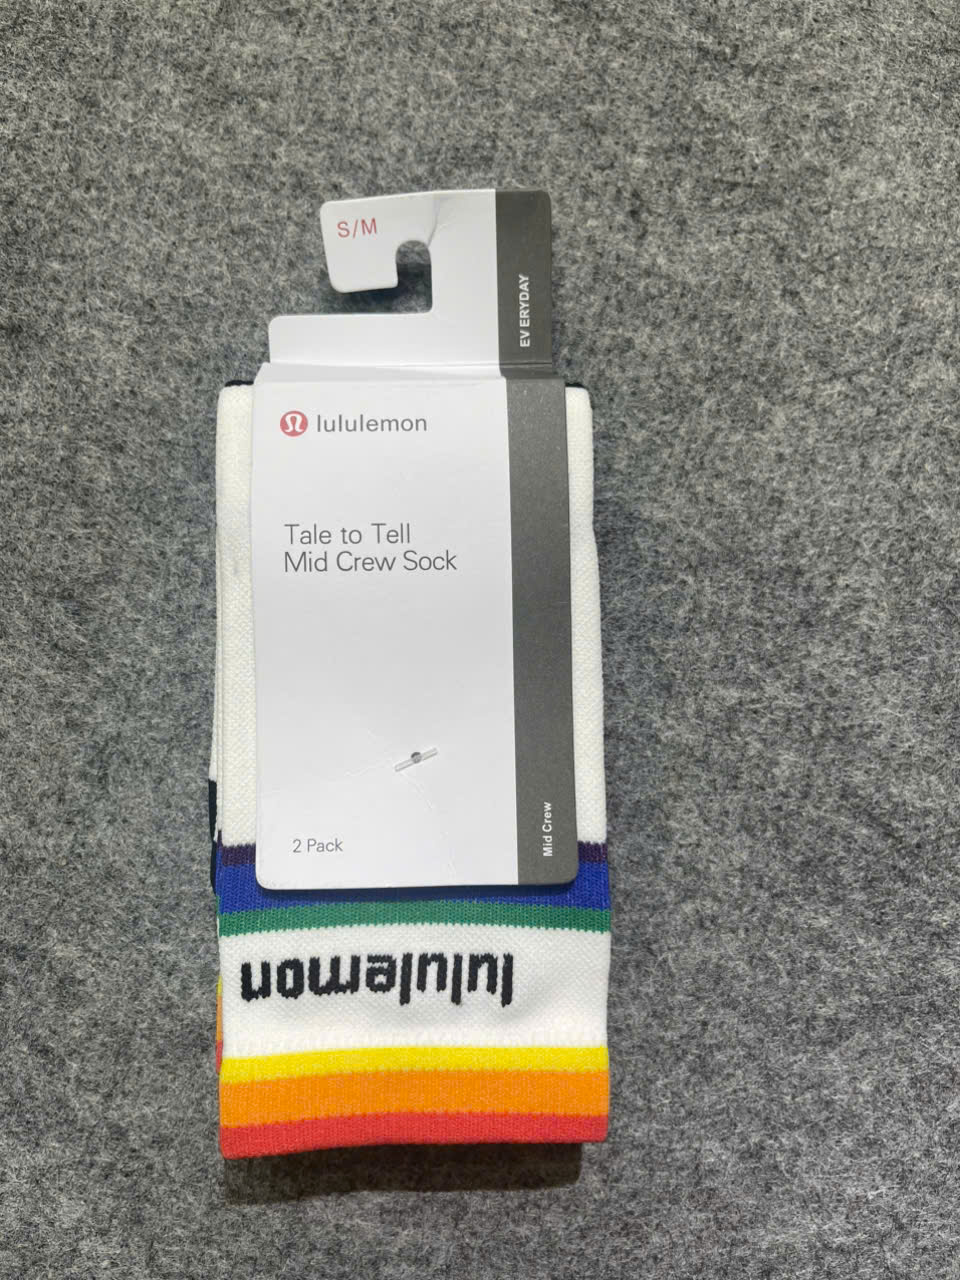 S/M
EVERYDAY
lululemon
Tale to Tell
Mid Crew Sock
2 Pack
Mid Crew
lululemon